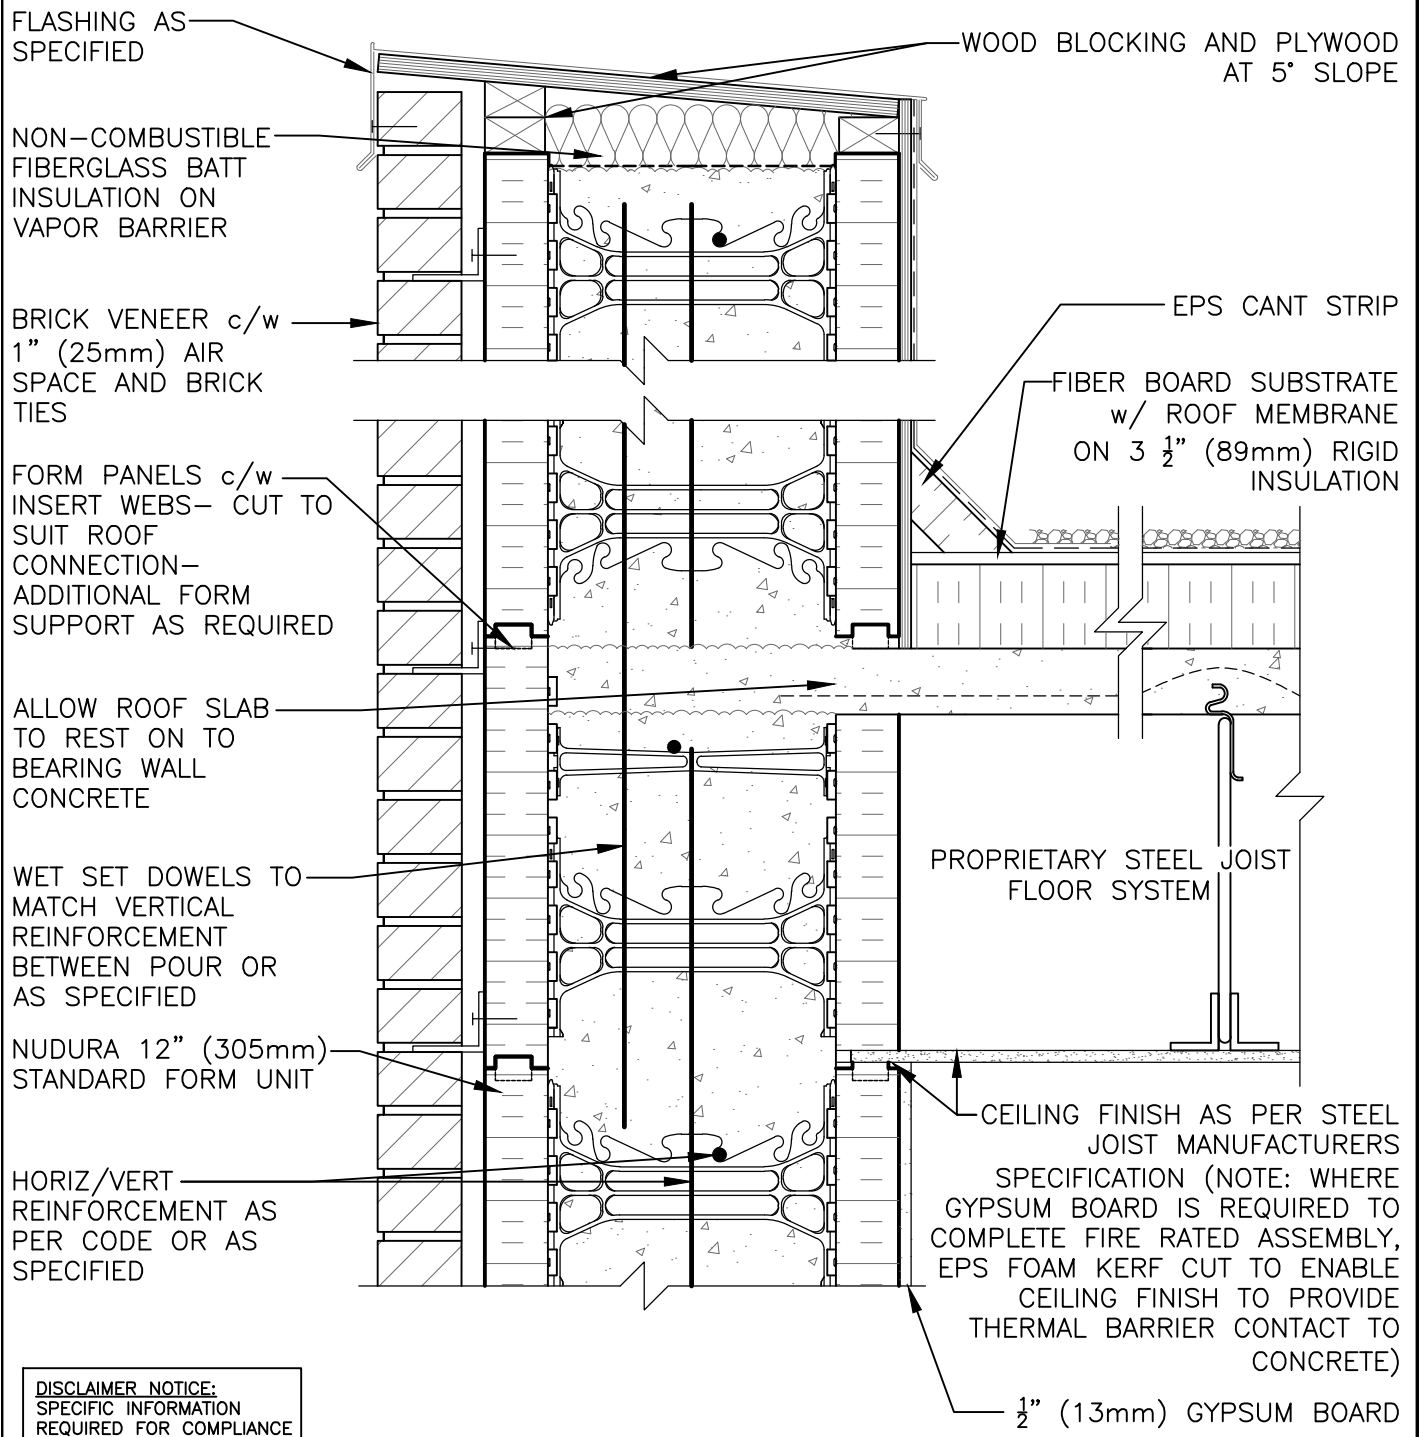 FLASHING AS
SPECIFIED
WOOD BLOCKING AND PLYWOOD
AT 5° SLOPE
NON-COMBUSTIBLE
FIBERGLASS BATT
INSULATION ON
VAPOR BARRIER
BRICK VENEER c/w
1" (25mm) AIR
SPACE AND BRICK
TIES
EPS CANT STRIP
FIBER BOARD SUBSTRATE
w/ ROOF MEMBRANE
ON 3 1/2" (89mm) RIGID
INSULATION
FORM PANELS c/w
INSERT WEBS- CUT TO
SUIT ROOF
CONNECTION-
ADDITIONAL FORM
SUPPORT AS REQUIRED
ALLOW ROOF SLAB
TO REST ON TO
BEARING WALL
CONCRETE
PROPRIETARY STEEL JOIST
FLOOR SYSTEM
WET SET DOWELS TO
MATCH VERTICAL
REINFORCEMENT
BETWEEN POUR OR
AS SPECIFIED
NUDURA 12" (305mm)
STANDARD FORM UNIT
CEILING FINISH AS PER STEEL
JOIST MANUFACTURERS
SPECIFICATION (NOTE: WHERE
GYPSUM BOARD IS REQUIRED TO
COMPLETE FIRE RATED ASSEMBLY,
EPS FOAM KERF CUT TO ENABLE
CEILING FINISH TO PROVIDE
THERMAL BARRIER CONTACT TO
CONCRETE)
HORIZ/VERT
REINFORCEMENT AS
PER CODE OR AS
SPECIFIED
1/2" (13mm) GYPSUM BOARD
DISCLAIMER NOTICE:
SPECIFIC INFORMATION
REQUIRED FOR COMPLIANCE